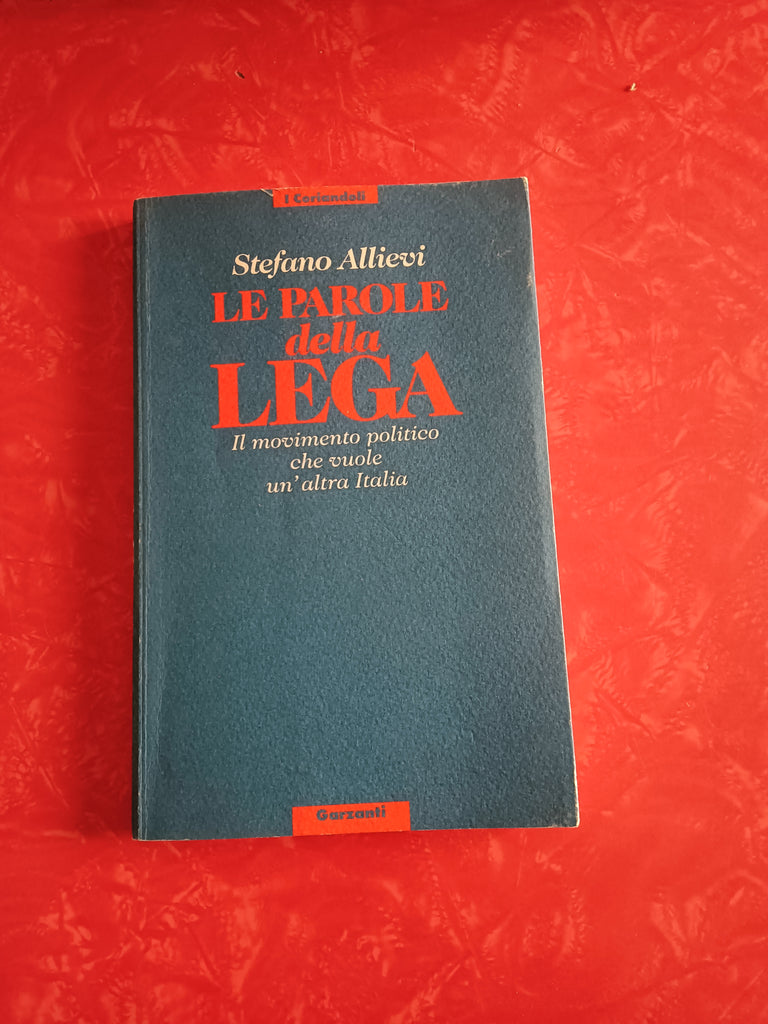 I Coriandoli
Stefano Allievi
LE PAROLE
della
LEGA
Il movimento politico
che vuole
un'altra Italia
Garzanti